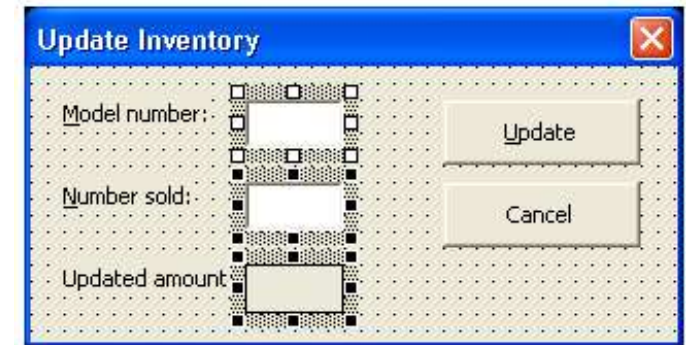 Update Inventory
Model number:
Update
Number sold:
Cancel
Updated amount